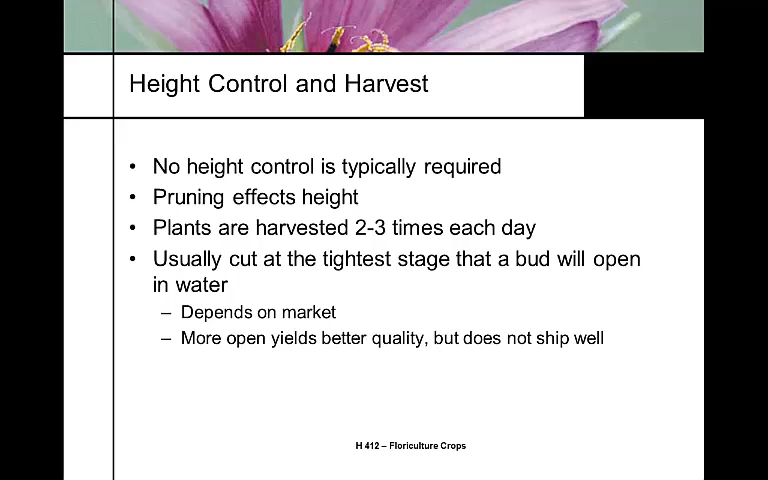 Height Control and Harvest
• No height control is typically required
• Pruning effects height
• Plants are harvested 2-3 times each day
• Usually cut at the tightest stage that a bud will open
in water
– Depends on market
– More open yields better quality, but does not ship well
H 412 – Floriculture Crops